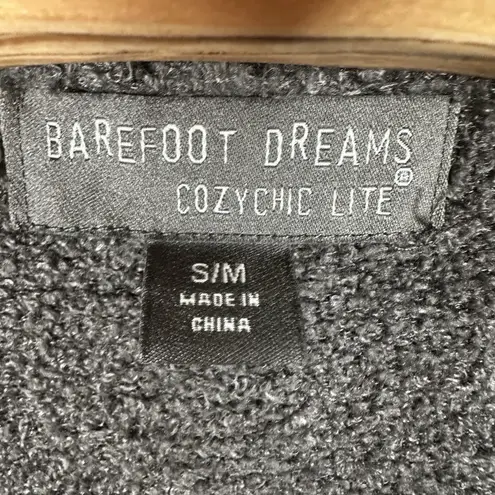 BAREFOOT DREAMS
COZYCHIC LITE®
S/M
MADE IN
CHINA